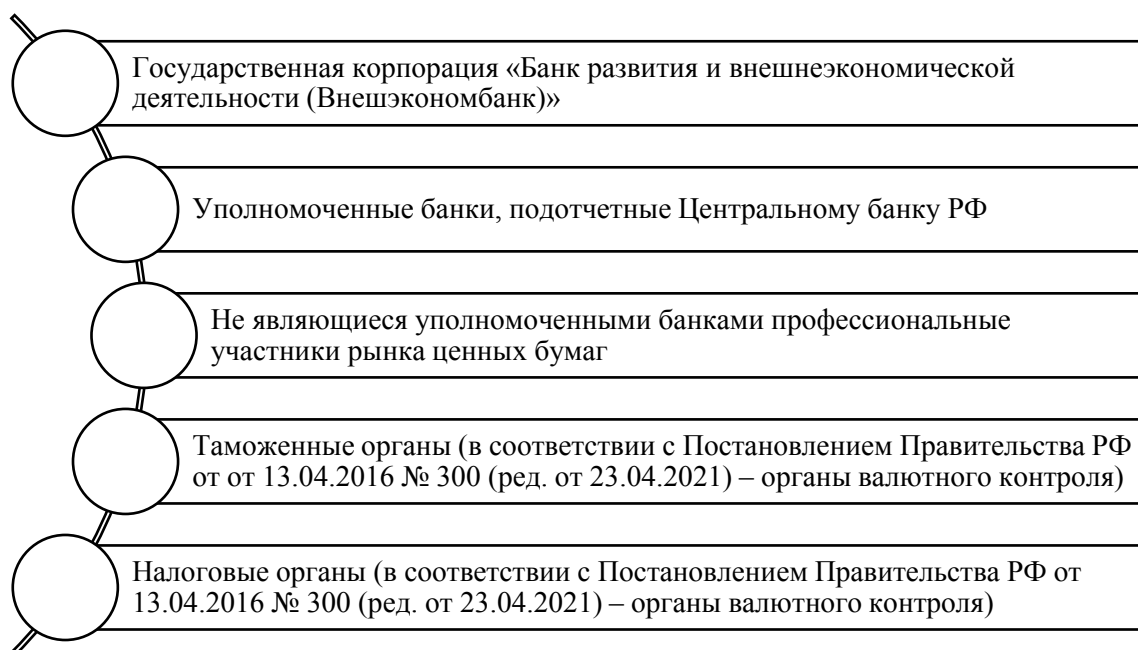 Государственная корпорация «Банк развития и внешнеэкономической
деятельности (Внешэкономбанк)»
Уполномоченные банки, подотчетные Центральному банку РФ
Не являющиеся уполномоченными банками профессиональные
участники рынка ценных бумаг
Таможенные органы (в соответствии с Постановлением Правительства РФ
от от 13.04.2016 № 300 (ред. от 23.04.2021) – органы валютного контроля)
Налоговые органы (в соответствии с Постановлением Правительства РФ от
13.04.2016 № 300 (ред. от 23.04.2021) – органы валютного контроля)